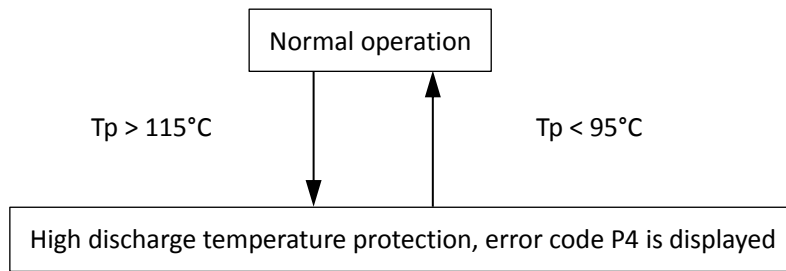 Normal operation
Tp > 115°C
Tp < 95°C
High discharge temperature protection, error code P4 is displayed